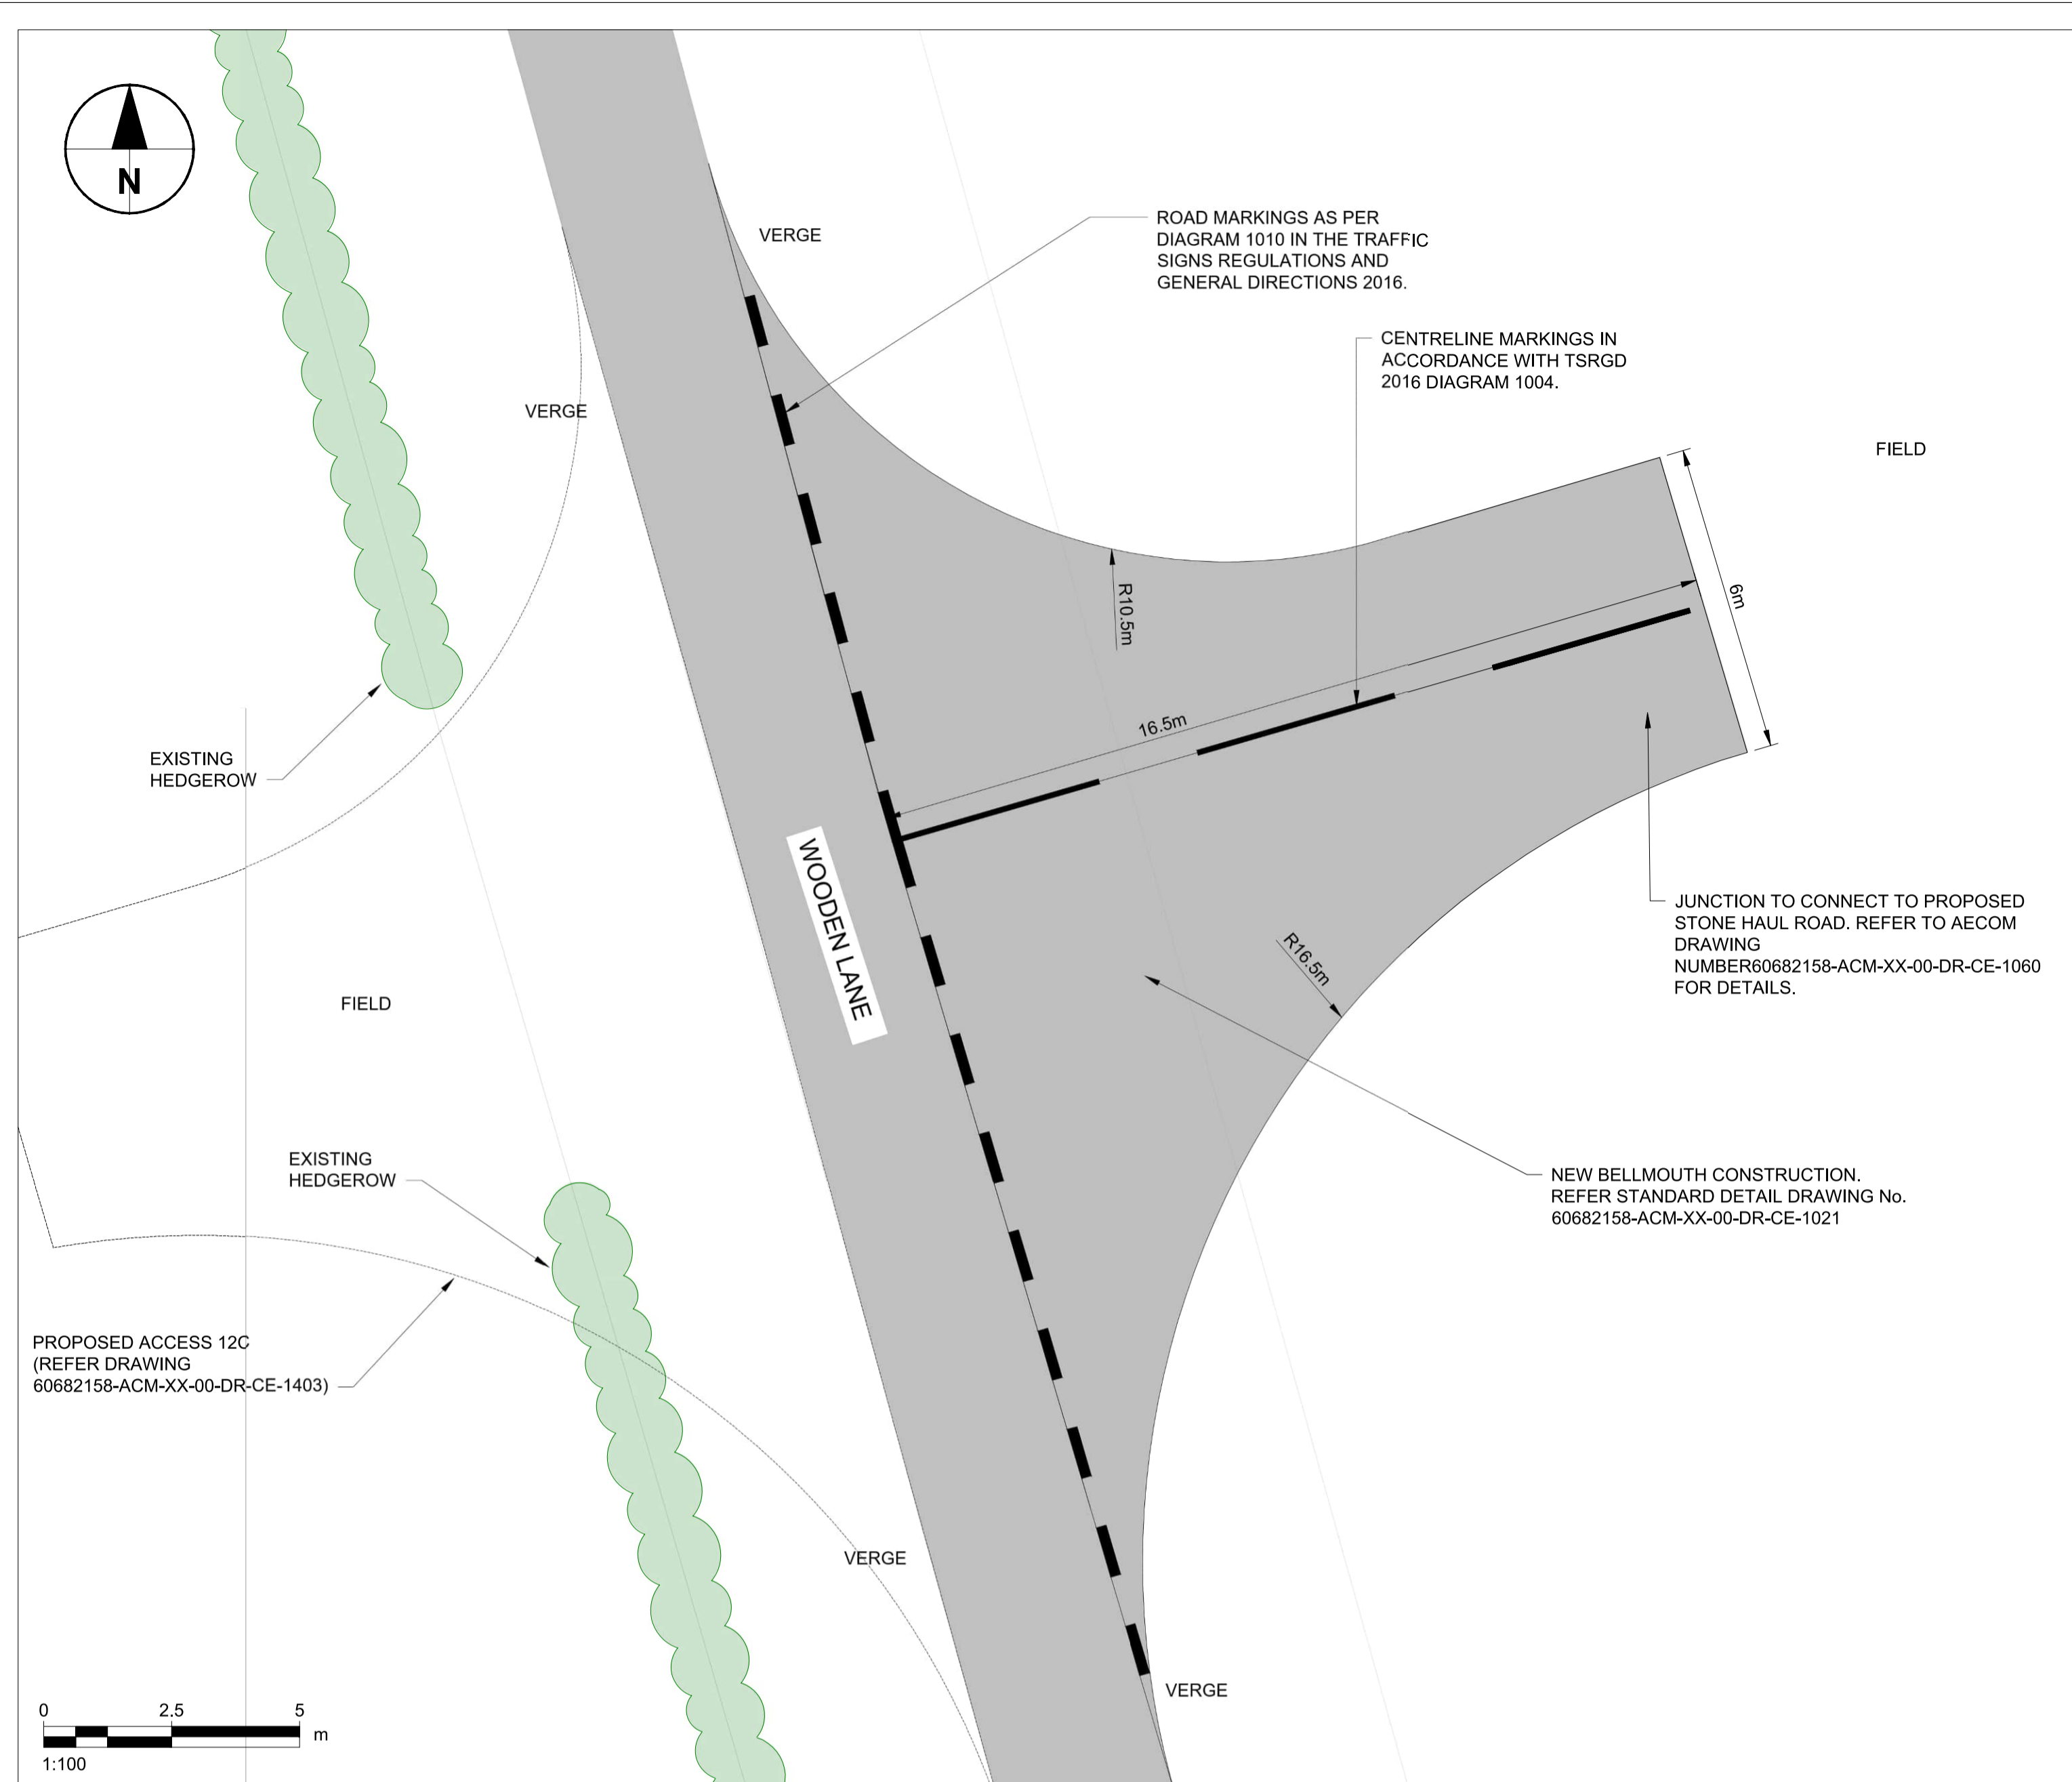 N
VERGE
ROAD MARKINGS AS PER
DIAGRAM 1010 IN THE TRAFFIC
SIGNS REGULATIONS AND
GENERAL DIRECTIONS 2016.
CENTRELINE MARKINGS IN
ACCORDANCE WITH TSRGD
2016 DIAGRAM 1004.
VERGE
FIELD
R10.5m
6m
16.5m
EXISTING
HEDGEROW
WOODEN LANE
JUNCTION TO CONNECT TO PROPOSED
STONE HAUL ROAD. REFER TO AECOM
DRAWING
NUMBER60682158-ACM-XX-00-DR-CE-1060
FOR DETAILS.
R16.5m
FIELD
EXISTING
HEDGEROW
NEW BELLMOUTH CONSTRUCTION.
REFER STANDARD DETAIL DRAWING No.
60682158-ACM-XX-00-DR-CE-1021
PROPOSED ACCESS 12C
(REFER DRAWING
60682158-ACM-XX-00-DR-CE-1403)
VERGE
VERGE
0 2.5 5
m
1:100